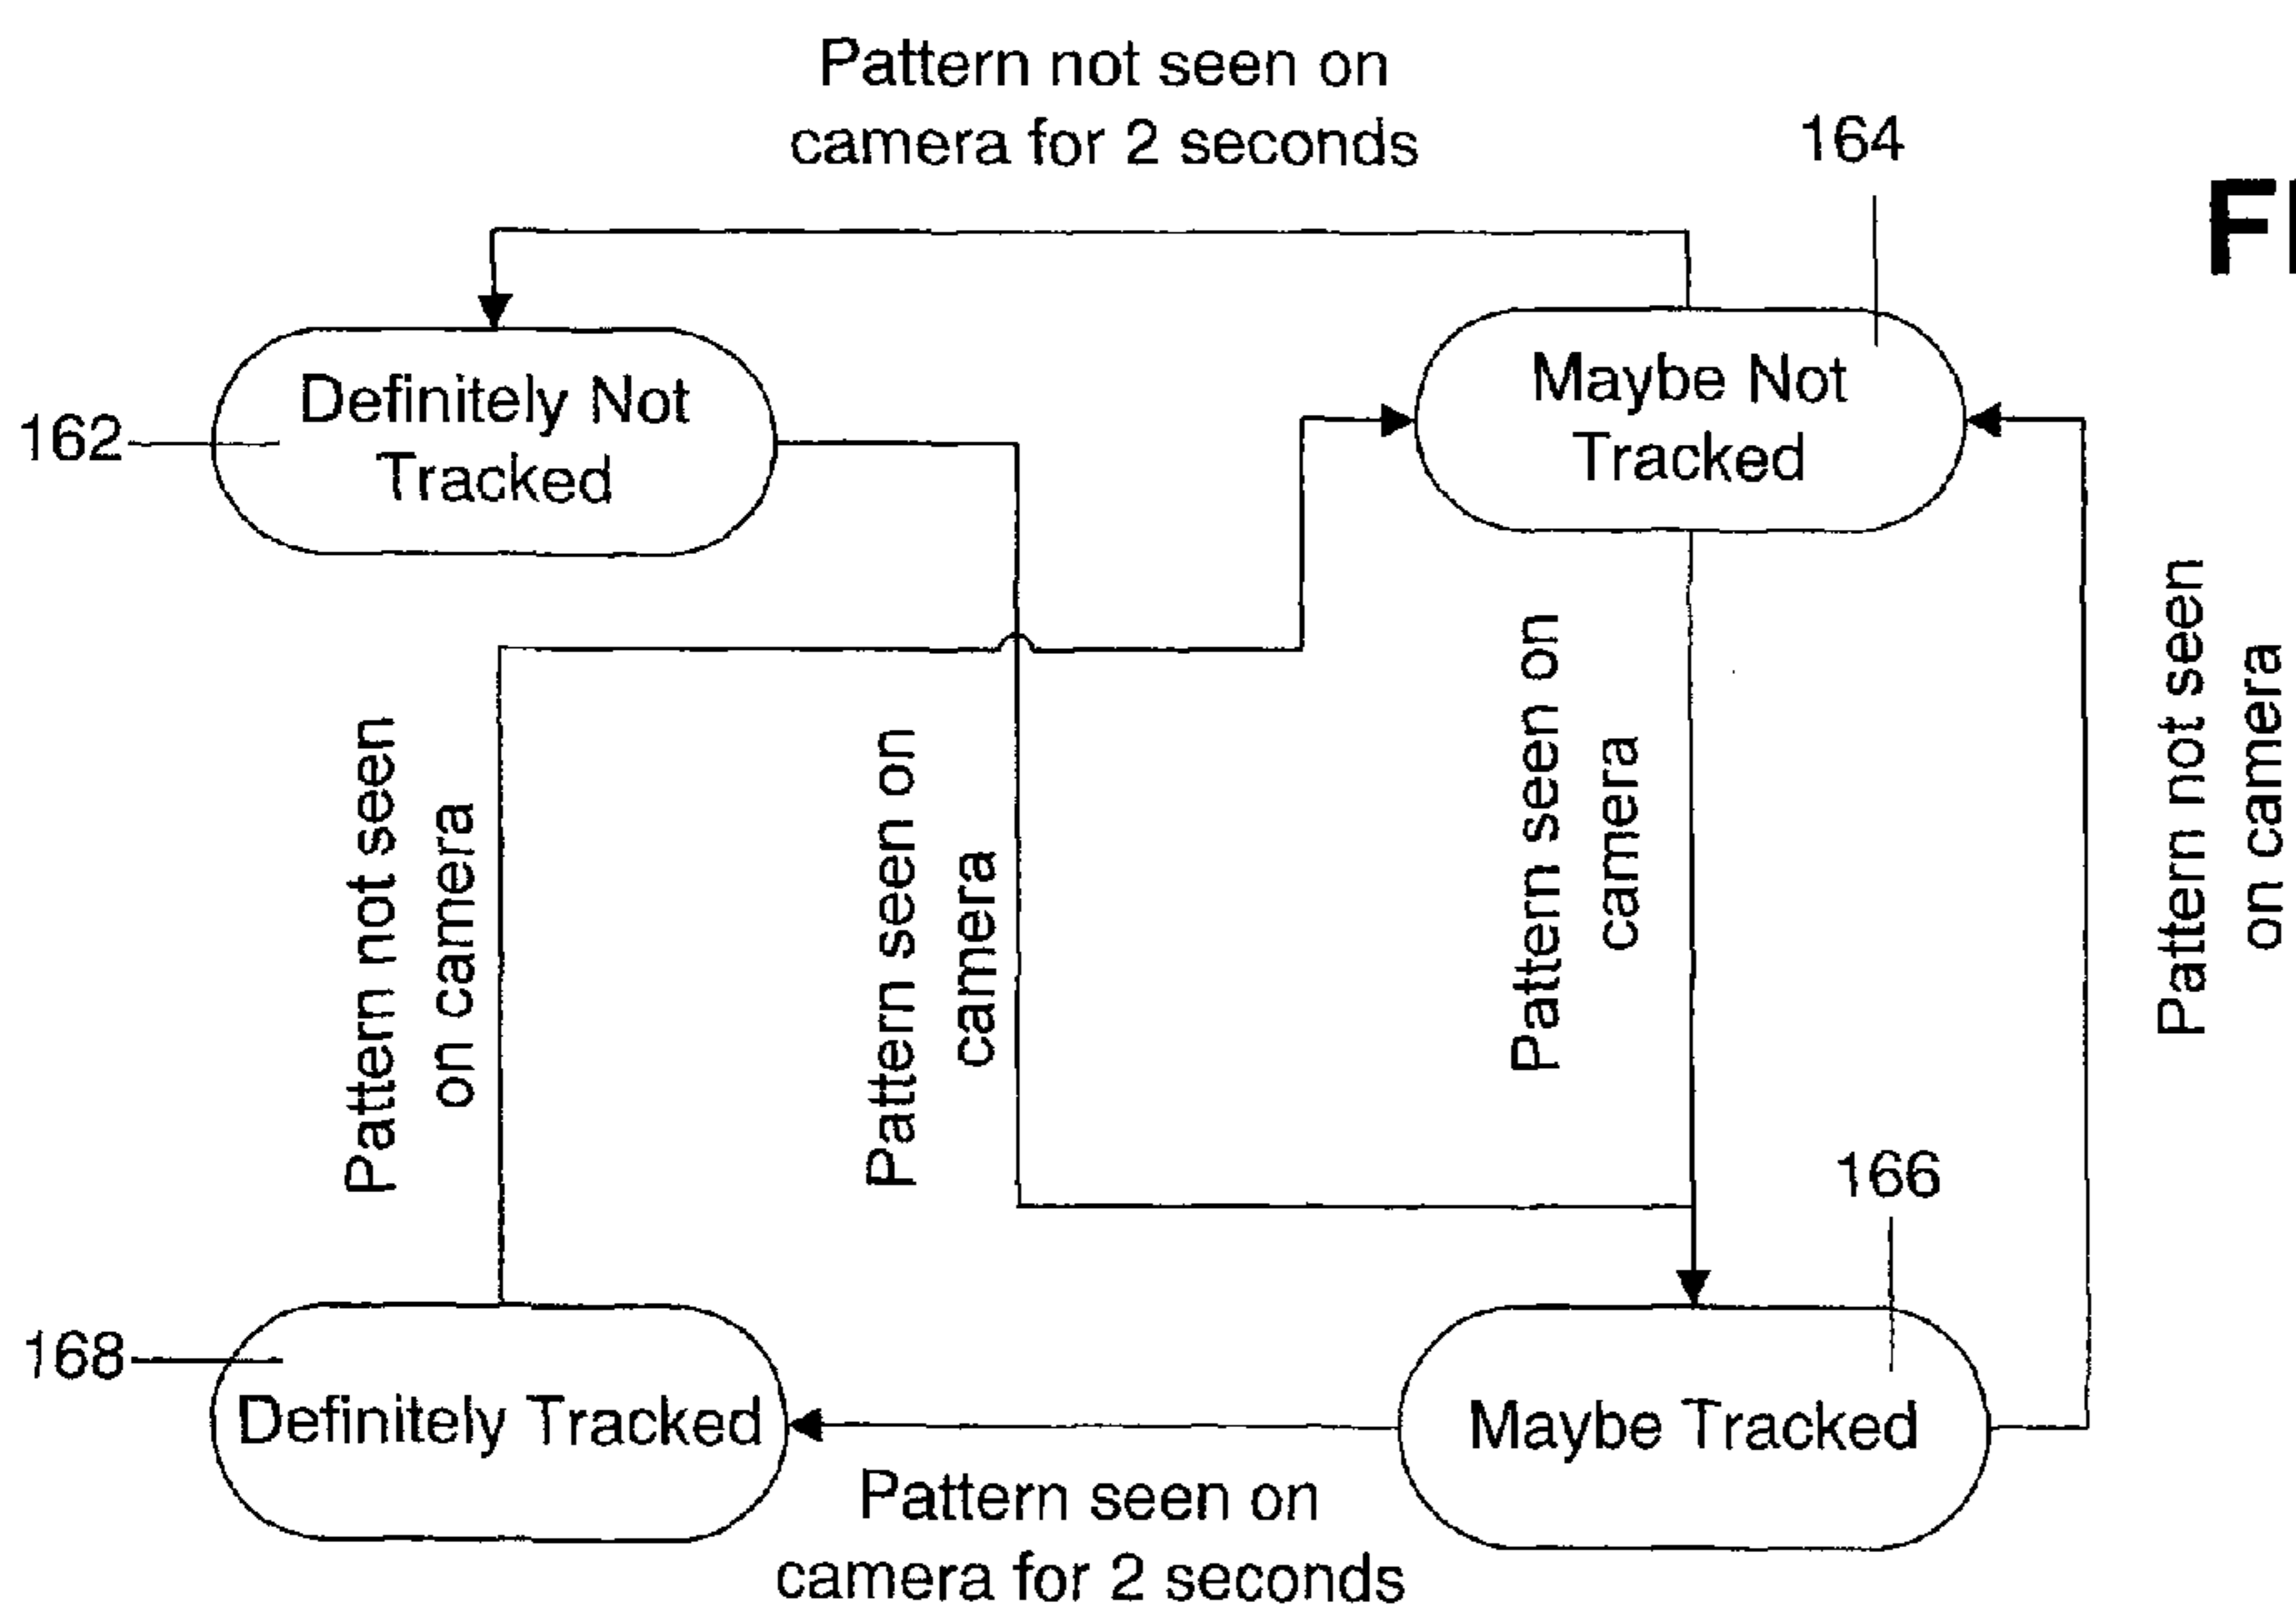 Pattern not seen on
camera for 2 seconds
164
Definitely Not
Tracked
162
Maybe Not
Tracked
Pattern not seen
on camera
Pattern seen on
camera
Pattern seen on
camera
Pattern not seen
on camera
166
168
Definitely Tracked
Maybe Tracked
Pattern seen on
camera for 2 seconds